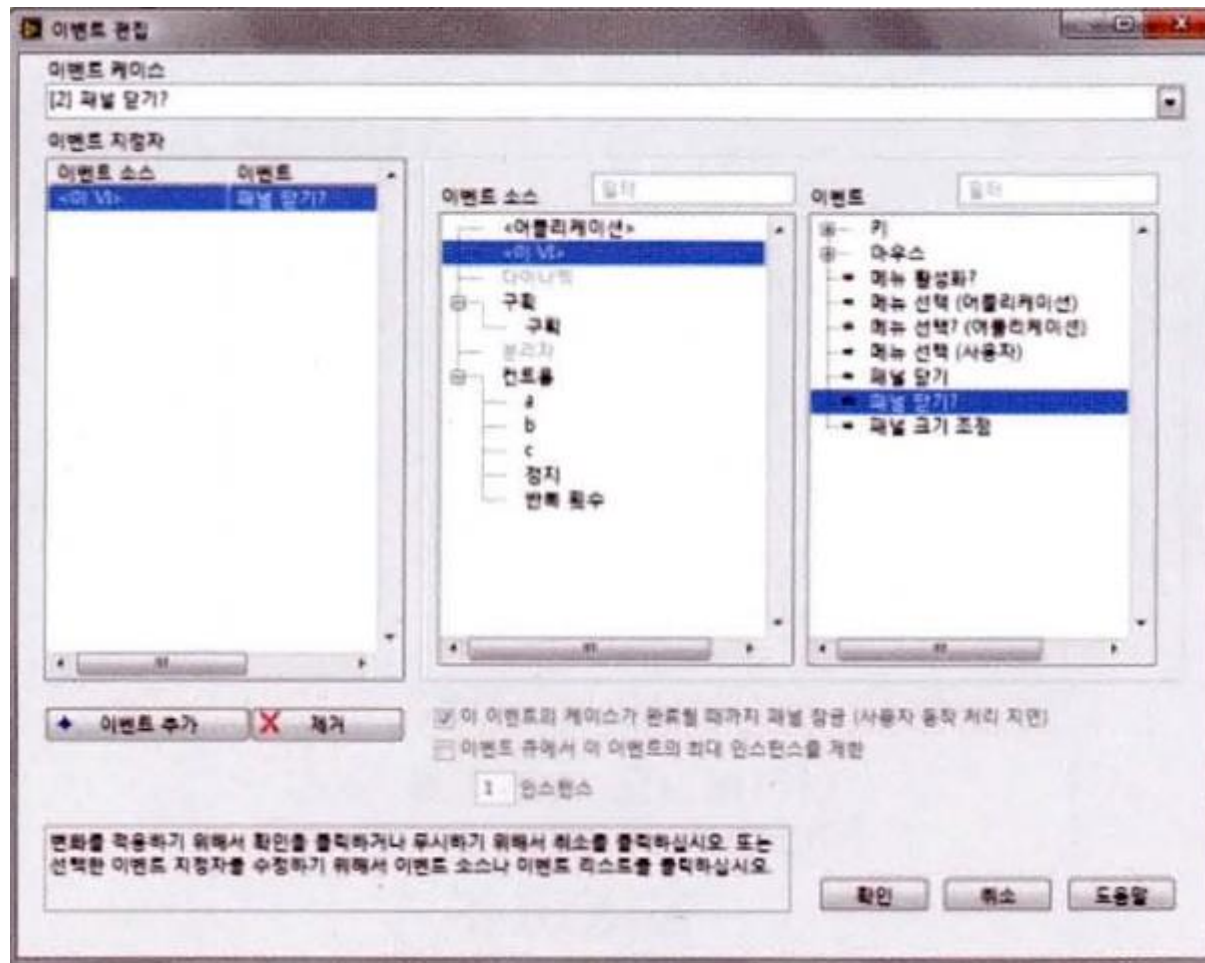 이벤트 편집
이벤트 케이스
[2] 패널 닫기?
이벤트 지정자
이벤트 소스 이벤트
<이 VI> 패널 닫기?
이벤트 소스 필터
<어플리케이션>
<이 VI>
다이나믹
구획
구획
분리자
컨트롤
a
b
c
정지
반복 횟수
이벤트 필터
키
마우스
메뉴 활성화?
메뉴 선택 (어플리케이션)
메뉴 선택? (어플리케이션)
메뉴 선택 (사용자)
패널 닫기
패널 닫기?
패널 크기 조정
이벤트 추가
제거
이 이벤트의 케이스가 완료될 때까지 패널 잠금 (사용자 동작 처리 지연)
이벤트 큐에서 이 이벤트의 최대 인스턴스를 제한
1 인스턴스
변화를 적용하기 위해서 확인을 클릭하거나 무시하기 위해서 취소를 클릭하십시오. 또는
선택한 이벤트 지정자를 수정하기 위해서 이벤트 소스나 이벤트 리스트를 클릭하십시오.
확인 취소 도움말